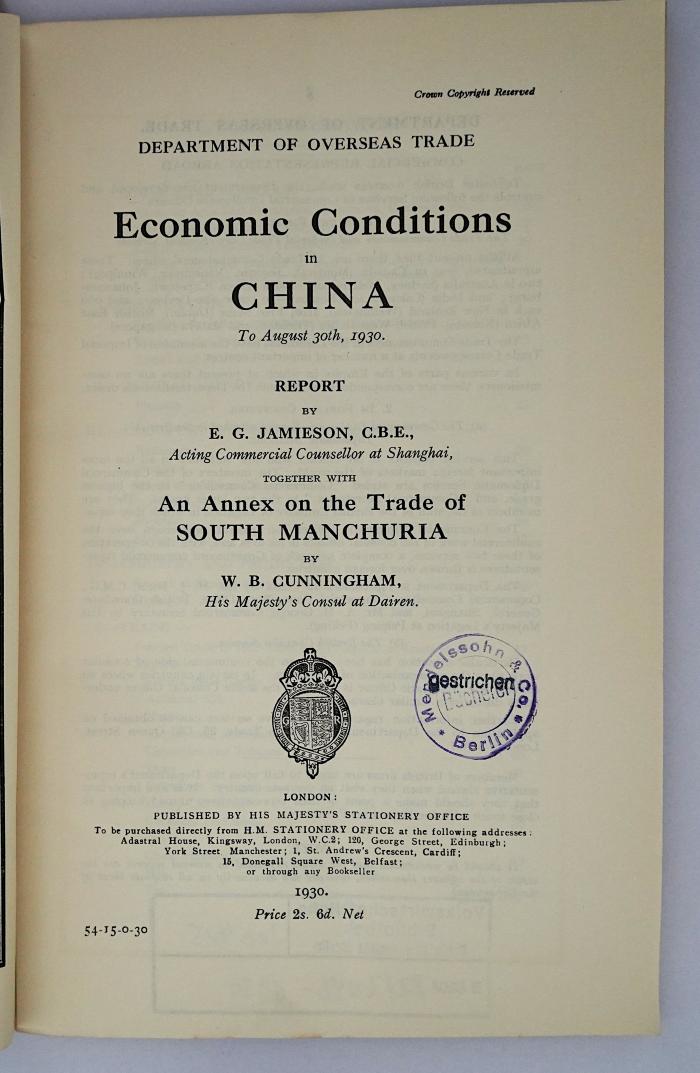 Crown Copyright Reserved
DEPARTMENT OF OVERSEAS TRADE
Economic Conditions
in
CHINA
To August 30th, 1930.
REPORT
BY
E. G. JAMIESON, C.B.E.,
Acting Commercial Counsellor at Shanghai,
TOGETHER WITH
An Annex on the Trade of
SOUTH MANCHURIA
BY
W. B. CUNNINGHAM,
His Majesty's Consul at Dairen.
G R
Mendelssohn & Co.
gestrichen
Bücherei
* Berlin *
LONDON:
PUBLISHED BY HIS MAJESTY'S STATIONERY OFFICE
To be purchased directly from H.M. STATIONERY OFFICE at the following addresses:
Adastral House, Kingsway, London, W.C.2; 120, George Street, Edinburgh;
York Street, Manchester; 1, St. Andrew's Crescent, Cardiff;
15, Donegall Square West, Belfast;
or through any Bookseller
1930.
Price 2s. 6d. Net
54-15-0-30